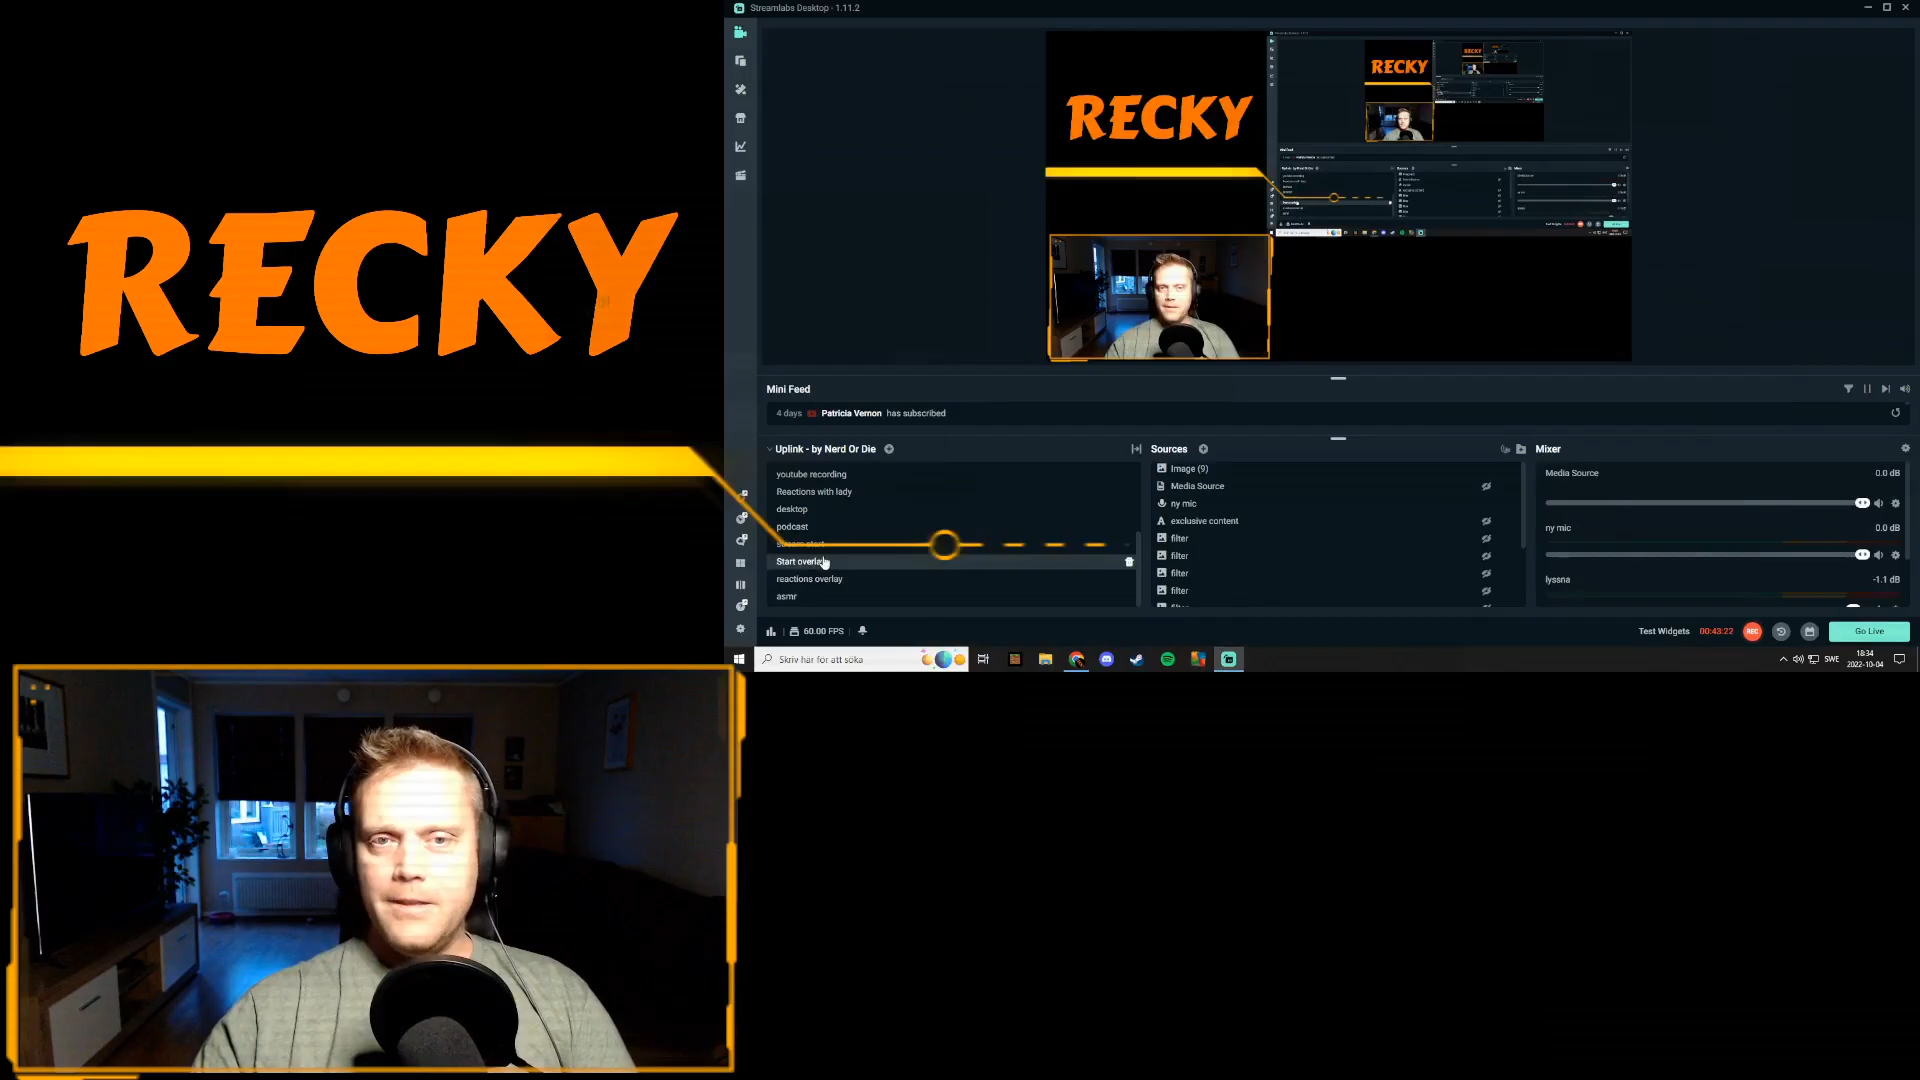 RECKY
Streamlabs Desktop - 1.11.2
RECKY
RECKY
Mini Feed
4 days Patricia Vernon has subscribed
Uplink - by Nerd Or Die
youtube recording
Reactions with lady
desktop
podcast
stream start
Start overlay
reactions overlay
asmr
Sources
Image (9)
Media Source
ny mic
exclusive content
filter
filter
filter
filter
Mixer
Media Source 0.0 dB
ny mic 0.0 dB
lyssna -1.1 dB
60.00 FPS
Test Widgets 00:43:22 REC Go Live
Skriv här för att söka
SWE 18:34
2022-10-04